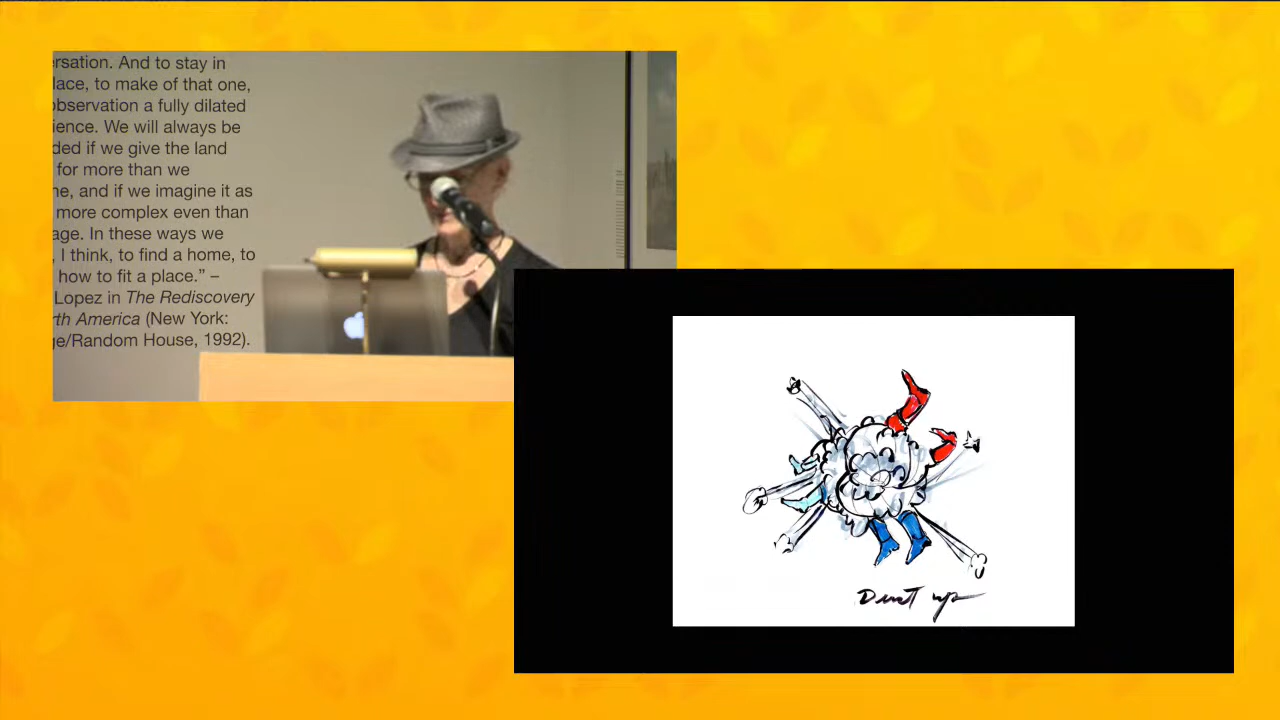 rsation. And to stay in
lace, to make of that one,
observation a fully dilated
ience. We will always be
ded if we give the land
for more than we
ne, and if we imagine it as
more complex even than
age. In these ways we
, I think, to find a home, to
how to fit a place.” –
Lopez in The Rediscovery
rth America (New York:
ge/Random House, 1992).
up